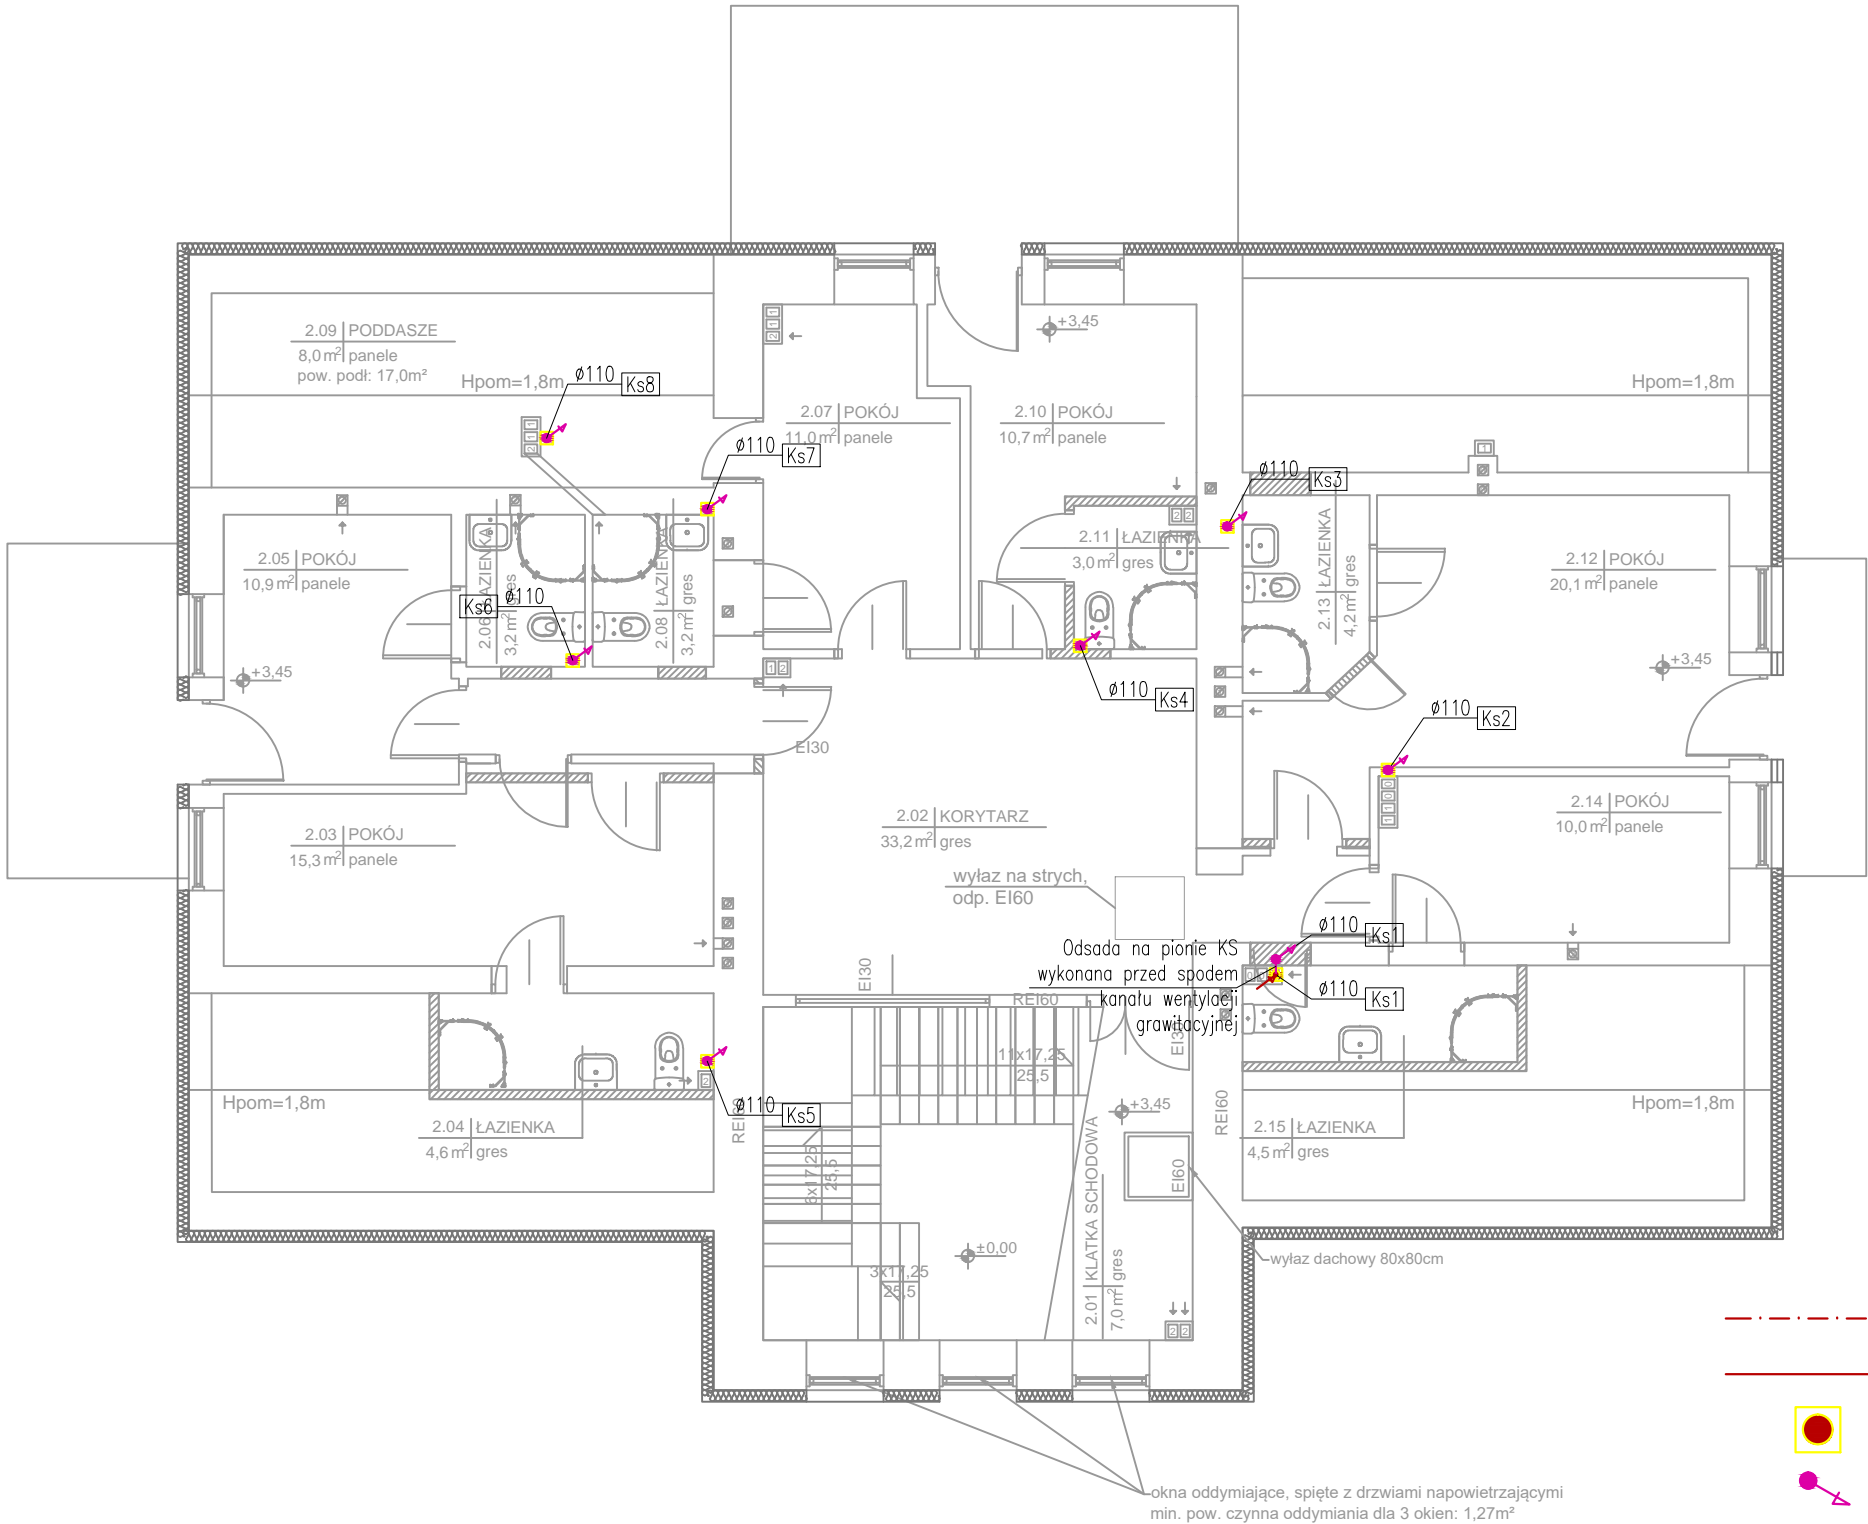 2.09 PODDASZE
8,0 m² panele
pow. podł: 17,0m²
Hpom=1,8m
ø110 Ks8
2.07 POKÓJ
11,0 m² panele
ø110 Ks7
+3,45
2.10 POKÓJ
10,7 m² panele
Hpom=1,8m
ø110 Ks3
2.05 POKÓJ
10,9 m² panele
2.06 ŁAZIENKA
3,2 m² gres
ø110
Ks6
2.08 ŁAZIENKA
3,2 m² gres
2.11 ŁAZIENKA
3,0 m² gres
2.13 ŁAZIENKA
4,2 m² gres
2.12 POKÓJ
20,1 m² panele
+3,45
+3,45
ø110 Ks4
ø110 Ks2
EI30
2.03 POKÓJ
15,3 m² panele
2.02 KORYTARZ
33,2 m² gres
2.14 POKÓJ
10,0 m² panele
wyłaz na strych,
odp. EI60
ø110 Ks1
Odsada na pionie KS
wykonana przed spodem
kanału wentylacji
grawitacyjnej
ø110 Ks1
EI30
REI60
EI30
11x17,25
25,5
Hpom=1,8m
ø110 Ks5
REI60
2.04 ŁAZIENKA
4,6 m² gres
6x17,25
25,5
+3,45
REI60
EI60
2.15 ŁAZIENKA
4,5 m² gres
Hpom=1,8m
2.01 KLATKA SCHODOWA
7,0 m² gres
±0,00
3x17,25
25,5
wyłaz dachowy 80x80cm
okna oddymiające, spięte z drzwiami napowietrzającymi
min. pow. czynna oddymiania dla 3 okien: 1,27m²